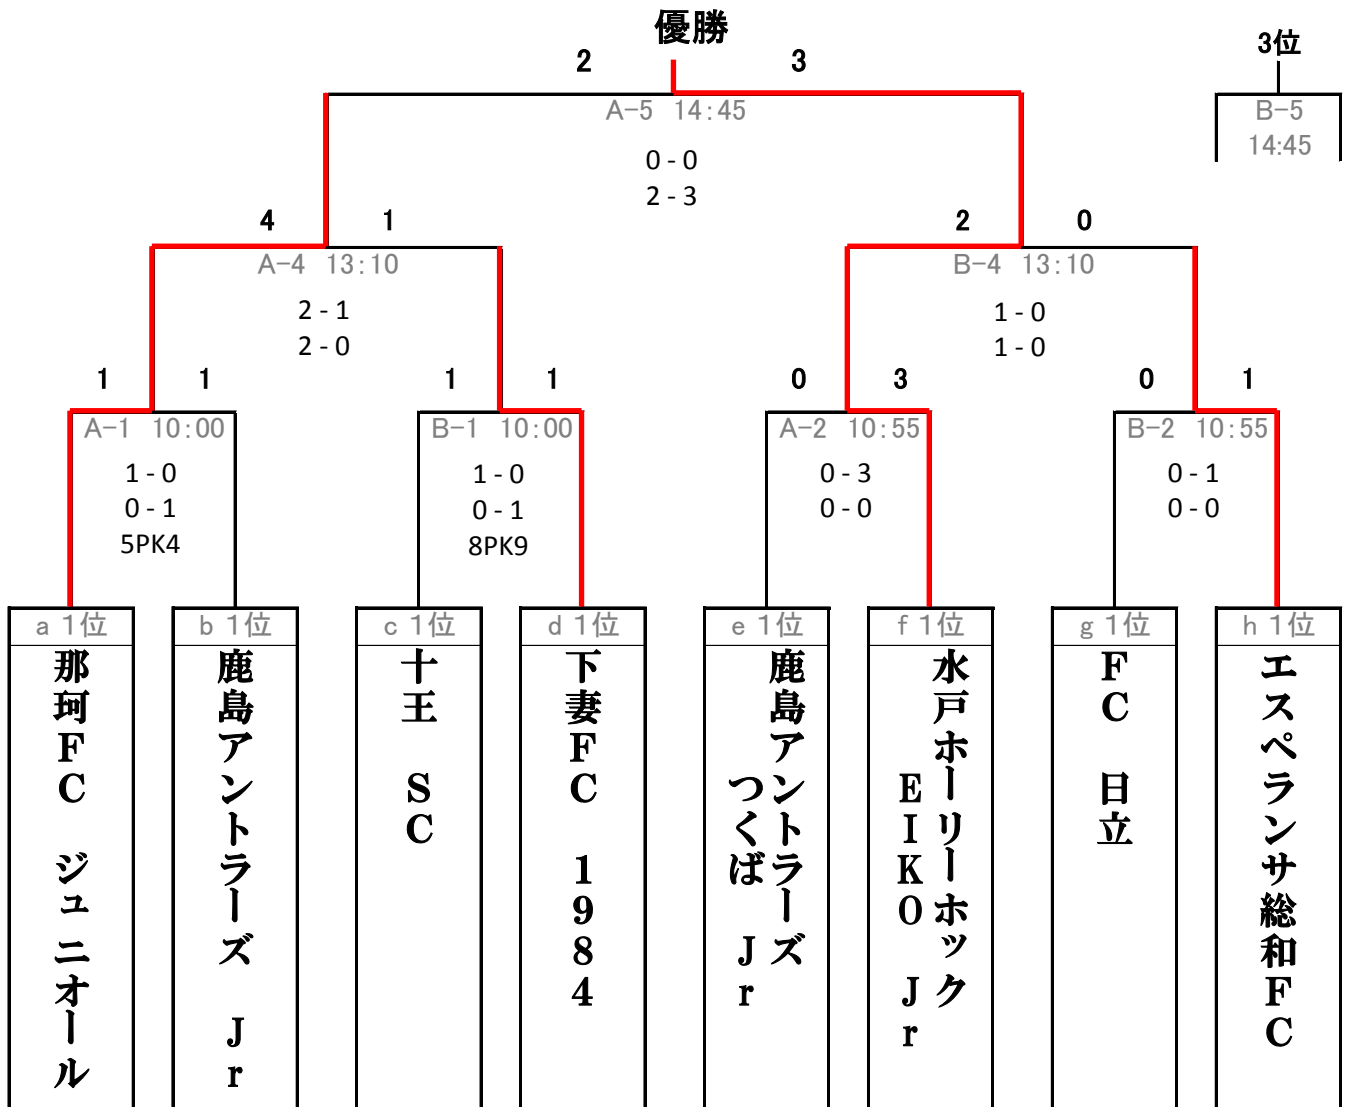 優勝
3位
2 3
A-5 14:45
B-5
14:45
0 - 0
2 - 3
4 1
2 0
A-4 13:10
B-4 13:10
2 - 1
2 - 0
1 - 0
1 - 0
1 1
1 1
0 3
0 1
A-1 10:00
B-1 10:00
A-2 10:55
B-2 10:55
1 - 0
0 - 1
5PK4
1 - 0
0 - 1
8PK9
0 - 3
0 - 0
0 - 1
0 - 0
a 1位
b 1位
c 1位
d 1位
e 1位
f 1位
g 1位
h 1位
那珂FC ジュニオール
鹿島アントラーズ Jr
十王 SC
下妻FC 1984
鹿島アントラーズ
つくば Jr
水戸ホーリーホック
EIKO Jr
FC 日立
エスペランサ総和FC